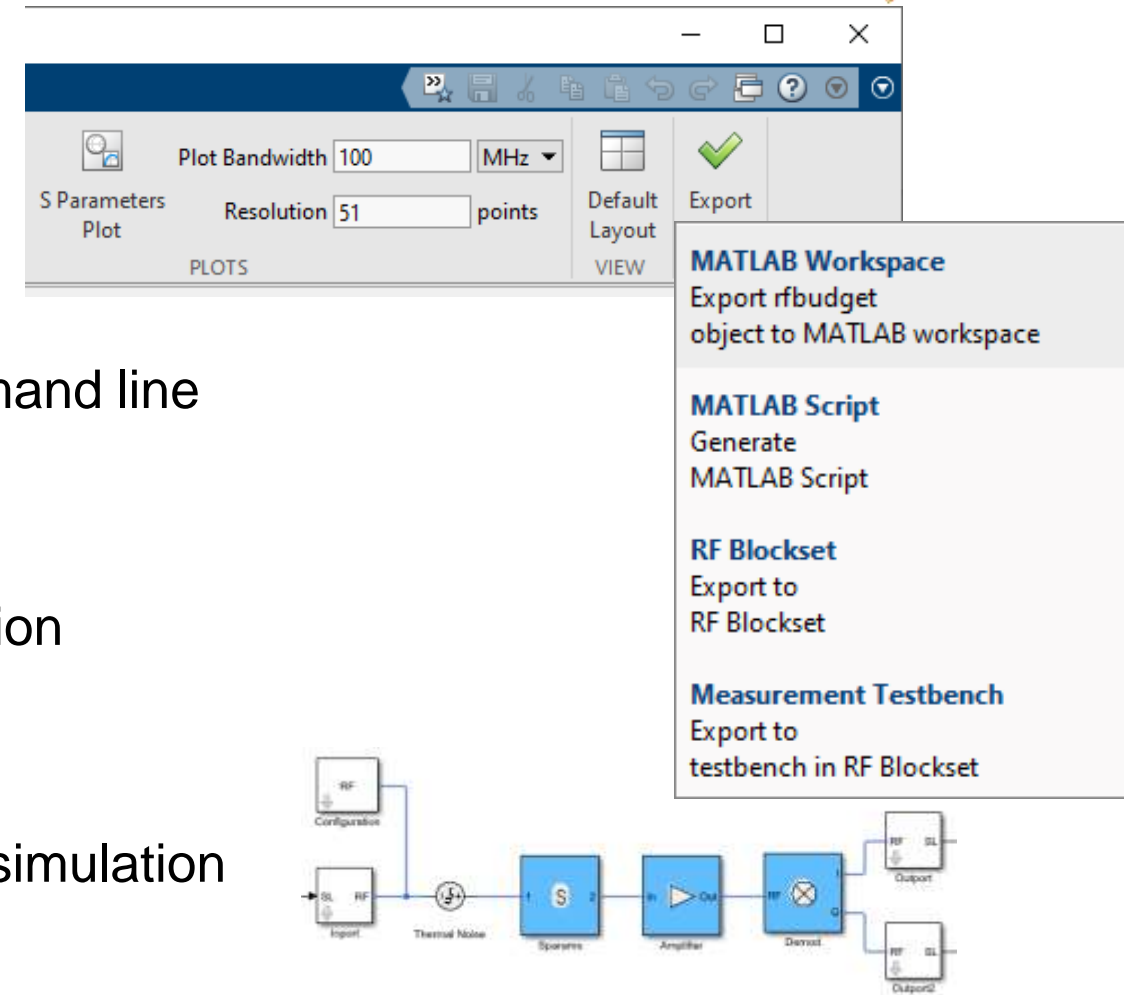 S Parameters
Plot
Plot Bandwidth 100 MHz
Resolution 51 points
Default
Layout
Export
PLOTS
VIEW
MATLAB Workspace
Export rfbudget
object to MATLAB workspace
MATLAB Script
Generate
MATLAB Script
RF Blockset
Export to
RF Blockset
Measurement Testbench
Export to
testbench in RF Blockset
nand line
ion
simulation
RF
Configuration
SL RF
Inport
Thermal Noise
1 S 2
Sparams
In Out
Amplifier
RF I
Q
Demod
RF SL
Outport
RF SL
Outport2